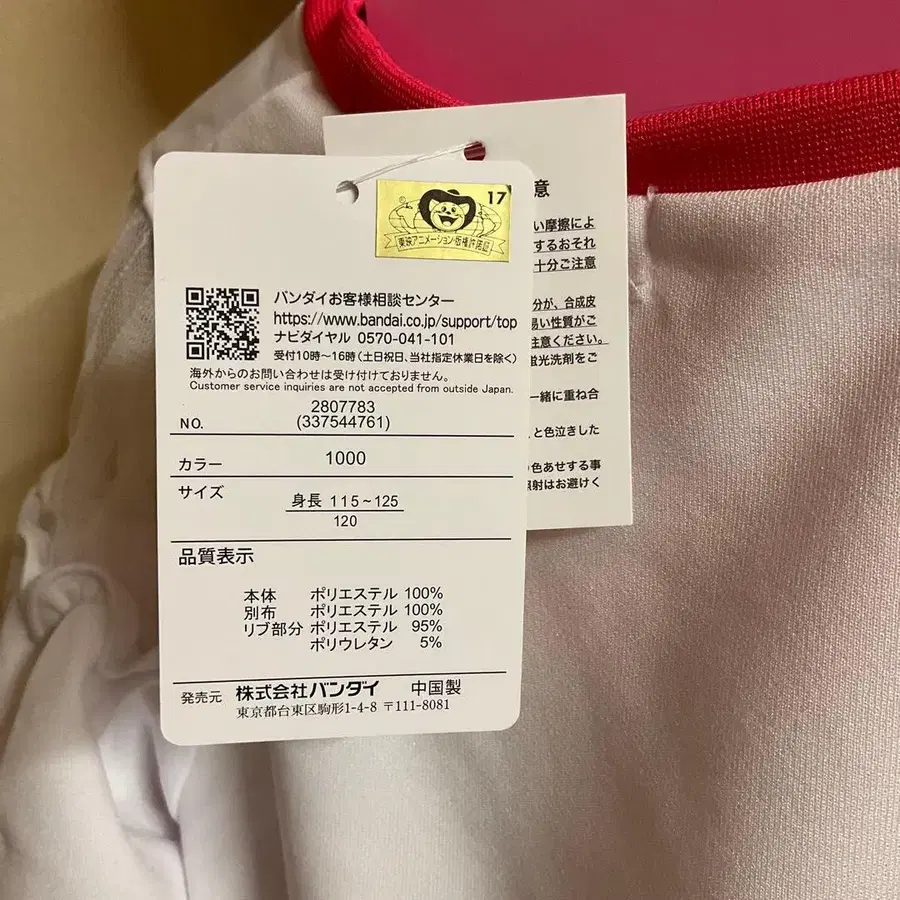 17
東映アニメーション・版権許諾証
バンダイお客様相談センター
https://www.bandai.co.jp/support/top
ナビダイヤル 0570-041-101
受付10時～16時(土日祝日、当社指定休業日を除く)
海外からのお問い合わせは受け付けておりません。
Customer service inquiries are not accepted from outside Japan.
NO. 2807783
(337544761)
カラー 1000
サイズ 身長 115~125
120
品質表示
本体 ポリエステル 100%
別布 ポリエステル 100%
リブ部分 ポリエステル 95%
ポリウレタン 5%
発売元 株式会社バンダイ 中国製
東京都台東区駒形1-4-8 〒111-8081
意
い摩擦によ
するおそれ
十分ご注意
分が、合成皮
易い性質がご
注意ください。
蛍光洗剤をご
一緒に重ね合
と色泣きした
色あせする事
射はお避けく